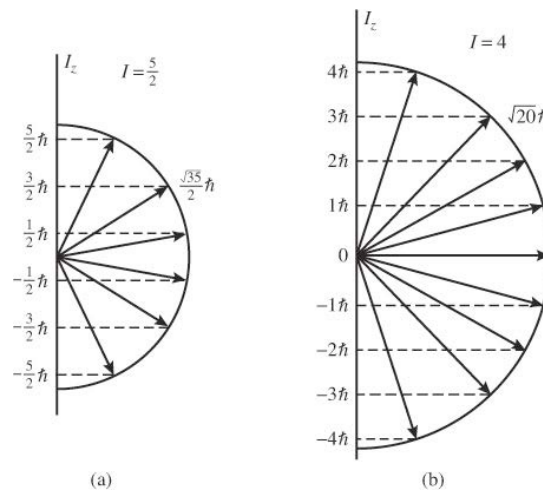 I_z
I = 5/2
5/2 ħ
3/2 ħ
√35/2 ħ
1/2 ħ
−1/2 ħ
−3/2 ħ
−5/2 ħ
(a)
I_z
I = 4
4ħ
3ħ
√20 ħ
2ħ
1ħ
0
−1ħ
−2ħ
−3ħ
−4ħ
(b)